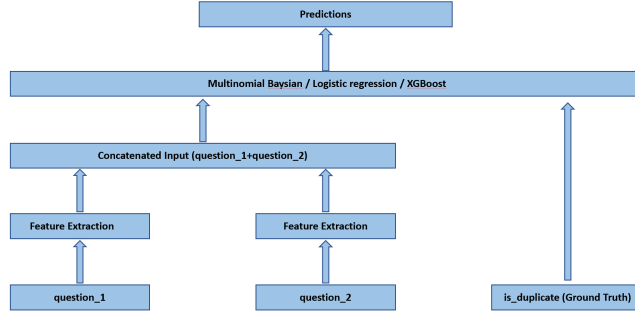 Predictions
Multinomial Baysian / Logistic regression / XGBoost
Concatenated Input (question_1+question_2)
Feature Extraction
Feature Extraction
question_1
question_2
is_duplicate (Ground Truth)